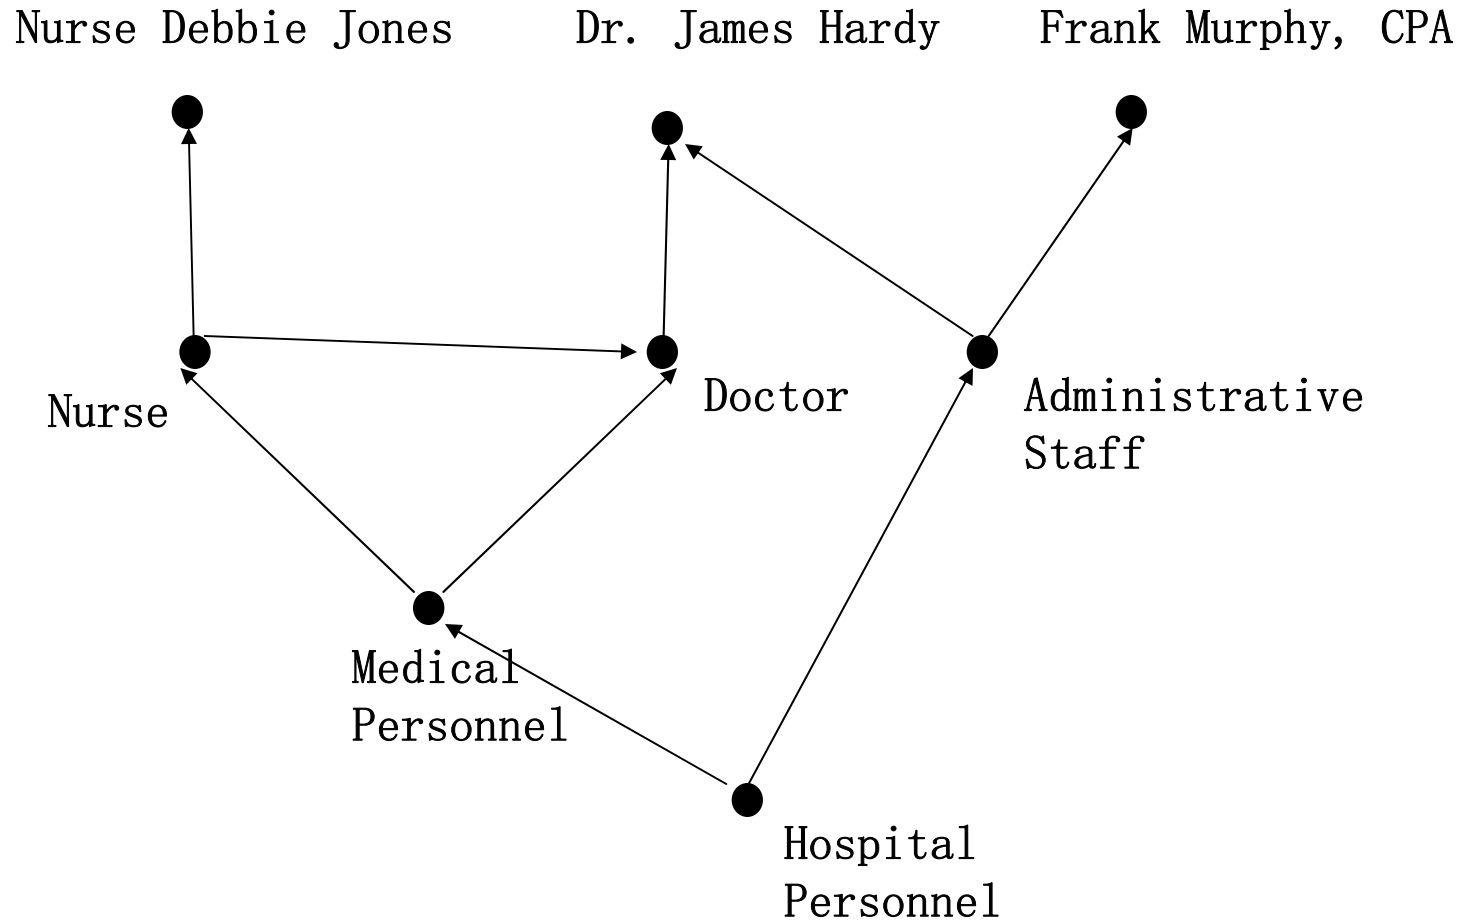 Nurse Debbie Jones
Dr. James Hardy
Frank Murphy, CPA
Nurse
Doctor
Administrative
Staff
Medical
Personnel
Hospital
Personnel